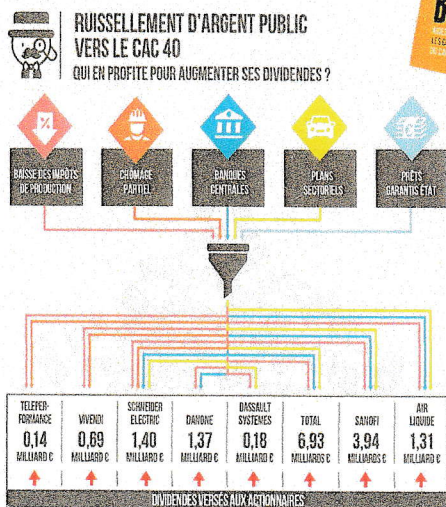 RUISSELLEMENT D'ARGENT PUBLIC
VERS LE CAC 40
QUI EN PROFITE POUR AUGMENTER SES DIVIDENDES ?
BAISSE DES IMPÔTS
DE PRODUCTION
CHÔMAGE
PARTIEL
BANQUES
CENTRALES
PLANS
SECTORIELS
PRÊTS
GARANTIS ÉTAT
TELEPER-
FORMANCE
0,14
MILLIARD €
VIVENDI
0,69
MILLIARD €
SCHNEIDER
ELECTRIC
1,40
MILLIARD €
DANONE
1,37
MILLIARD €
DASSAULT
SYSTEMES
0,18
MILLIARD €
TOTAL
6,93
MILLIARDS €
SANOFI
3,94
MILLIARDS €
AIR
LIQUIDE
1,31
MILLIARD €
DIVIDENDES VERSÉS AUX ACTIONNAIRES